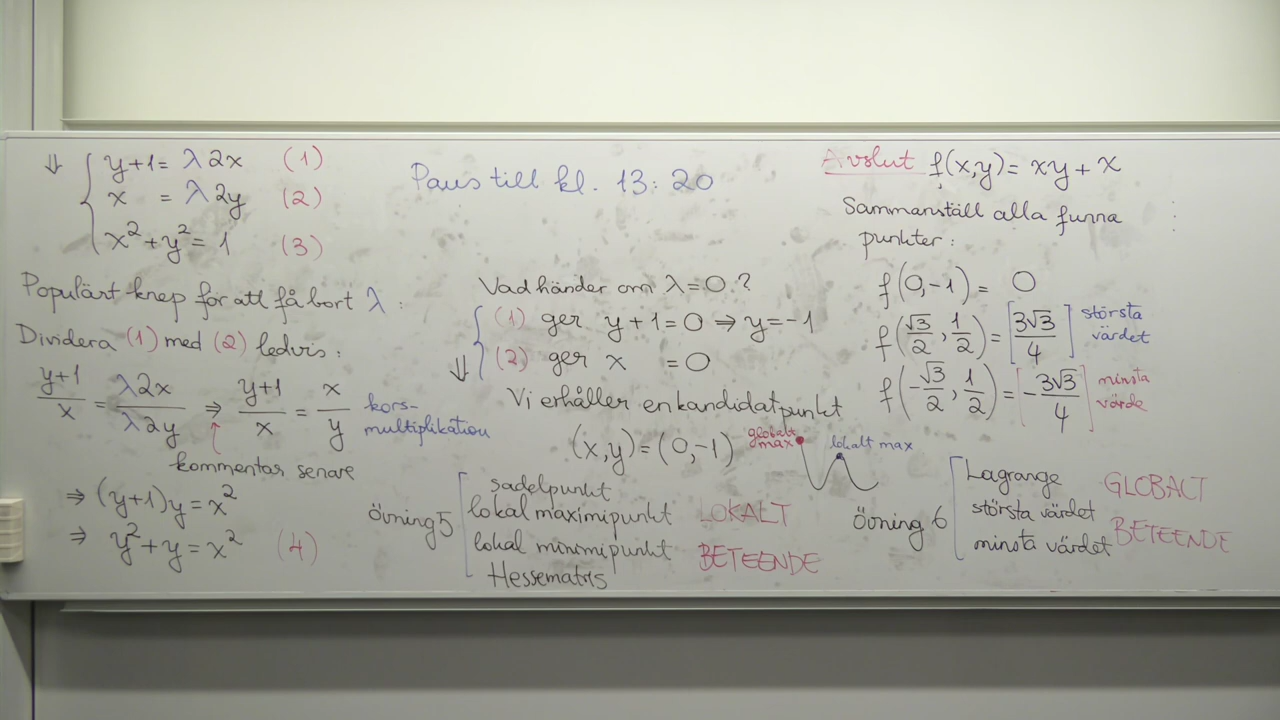 ⇓ { y+1 = λ2x (1)
x = λ2y (2)
x² + y² = 1 (3)
Populärt knep för att få bort λ :
Dividera (1) med (2) ledvis :
(y+1)/x = λ2x/λ2y ⇒ (y+1)/x = x/y kors-
multiplikation
kommentar senare
⇒ (y+1)y = x²
⇒ y² + y = x² (4)
Paus till kl. 13:20
Vad händer om λ=0 ?
⇓ { (1) ger y+1=0 ⇒ y=-1
(2) ger x =0
Vi erhåller en kandidatpunkt
(x,y) = (0,-1)
globalt
max
lokalt max
övning 5
sadelpunkt
lokal maximipunkt
lokal minimipunkt
Hessematris
LOKALT
BETEENDE
Avslut f(x,y) = xy + x
Sammanställ alla funna
punkter :
f(0,-1) = 0
f(√3/2, 1/2) = [3√3/4] största
värdet
f(-√3/2, 1/2) = [-3√3/4] minsta
värde
övning 6
Lagrange
största värdet
minsta värdet
GLOBALT
BETEENDE